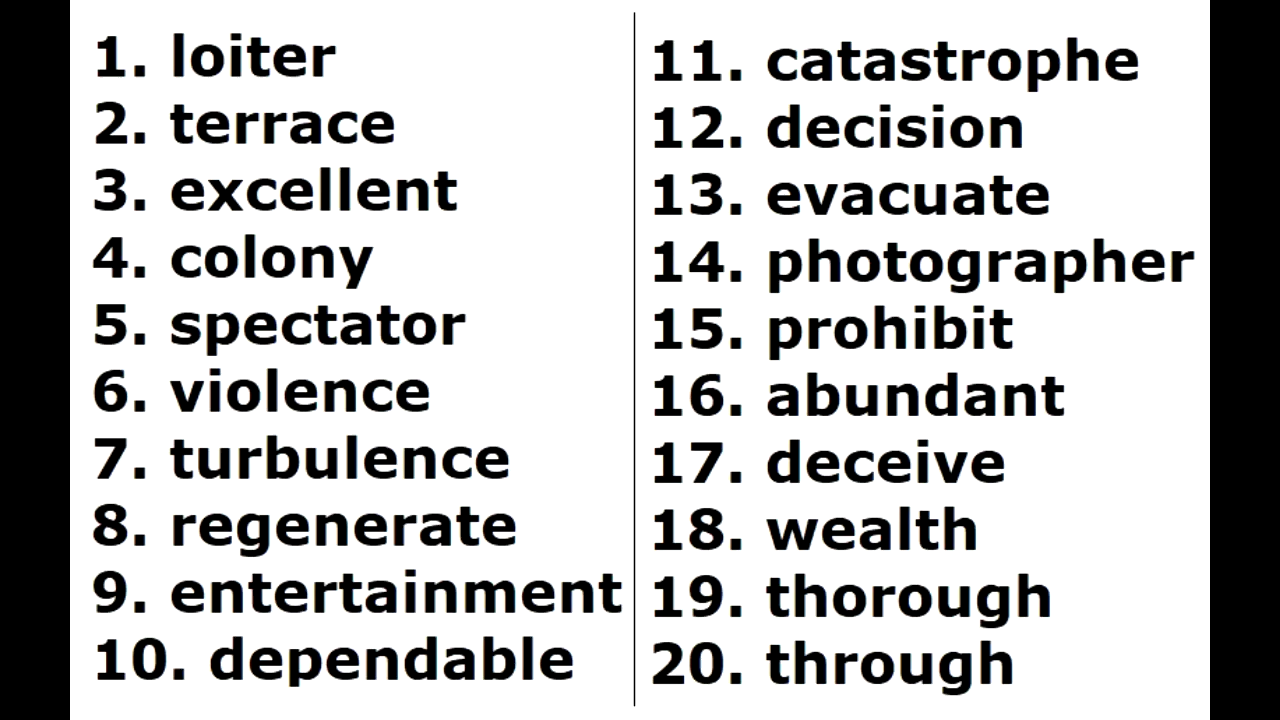 1. loiter
2. terrace
3. excellent
4. colony
5. spectator
6. violence
7. turbulence
8. regenerate
9. entertainment
10. dependable
11. catastrophe
12. decision
13. evacuate
14. photographer
15. prohibit
16. abundant
17. deceive
18. wealth
19. thorough
20. through